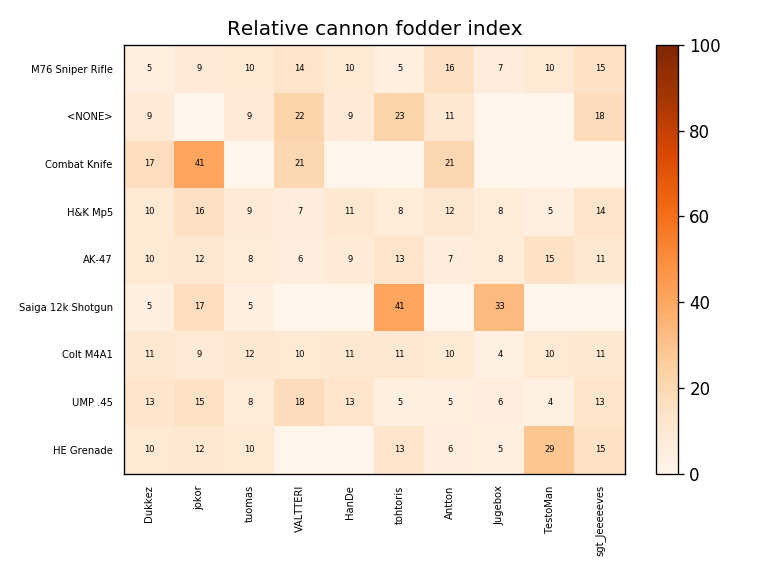 Relative cannon fodder index
M76 Sniper Rifle 5 9 10 14 10 5 16 7 10 15
<NONE> 9 9 22 9 23 11 18
Combat Knife 17 41 21 21
H&K Mp5 10 16 9 7 11 8 12 8 5 14
AK-47 10 12 8 6 9 13 7 8 15 11
Saiga 12k Shotgun 5 17 5 41 33
Colt M4A1 11 9 12 10 11 11 10 4 10 11
UMP .45 13 15 8 18 13 5 5 6 4 13
HE Grenade 10 12 10 13 6 5 29 15
Dukkez jokor tuomas VALTTERI HanDe tohtoris Antton Jugebox TestoMan sgt_Jeeeeeves
100
80
60
40
20
0